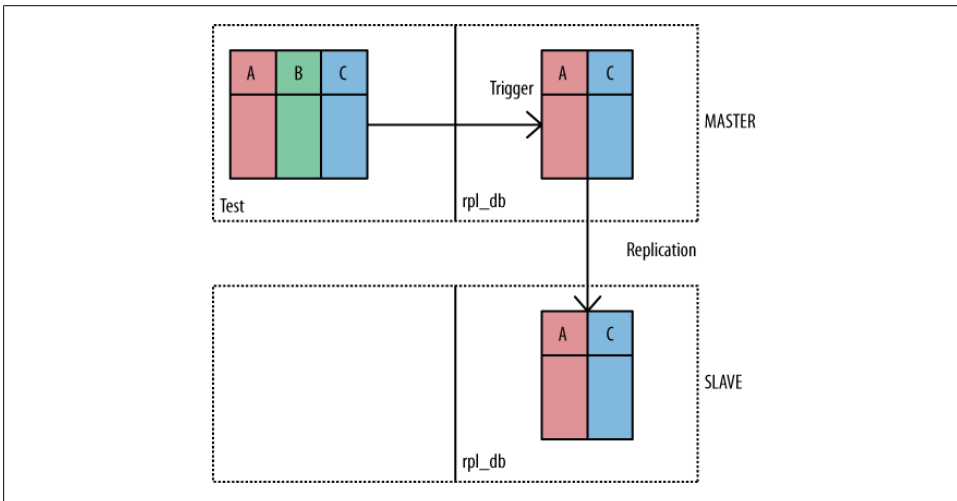 A B C
A C
Trigger
MASTER
Test
rpl_db
Replication
A C
SLAVE
rpl_db